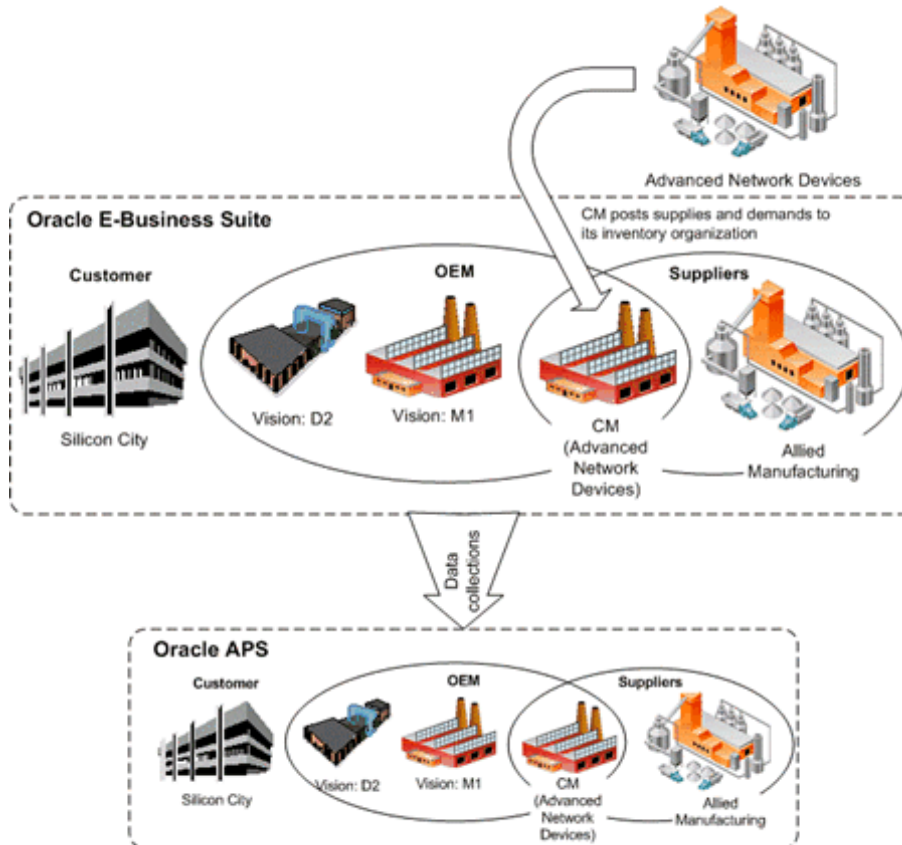 Advanced Network Devices
Oracle E-Business Suite
CM posts supplies and demands to
its inventory organization
Customer
OEM
Suppliers
Vision: D2
Vision: M1
Silicon City
CM
(Advanced
Network
Devices)
Allied
Manufacturing
Data
collections
Oracle APS
Customer
OEM
Suppliers
Vision: D2
Vision: M1
Silicon City
CM
(Advanced
Network
Devices)
Allied
Manufacturing